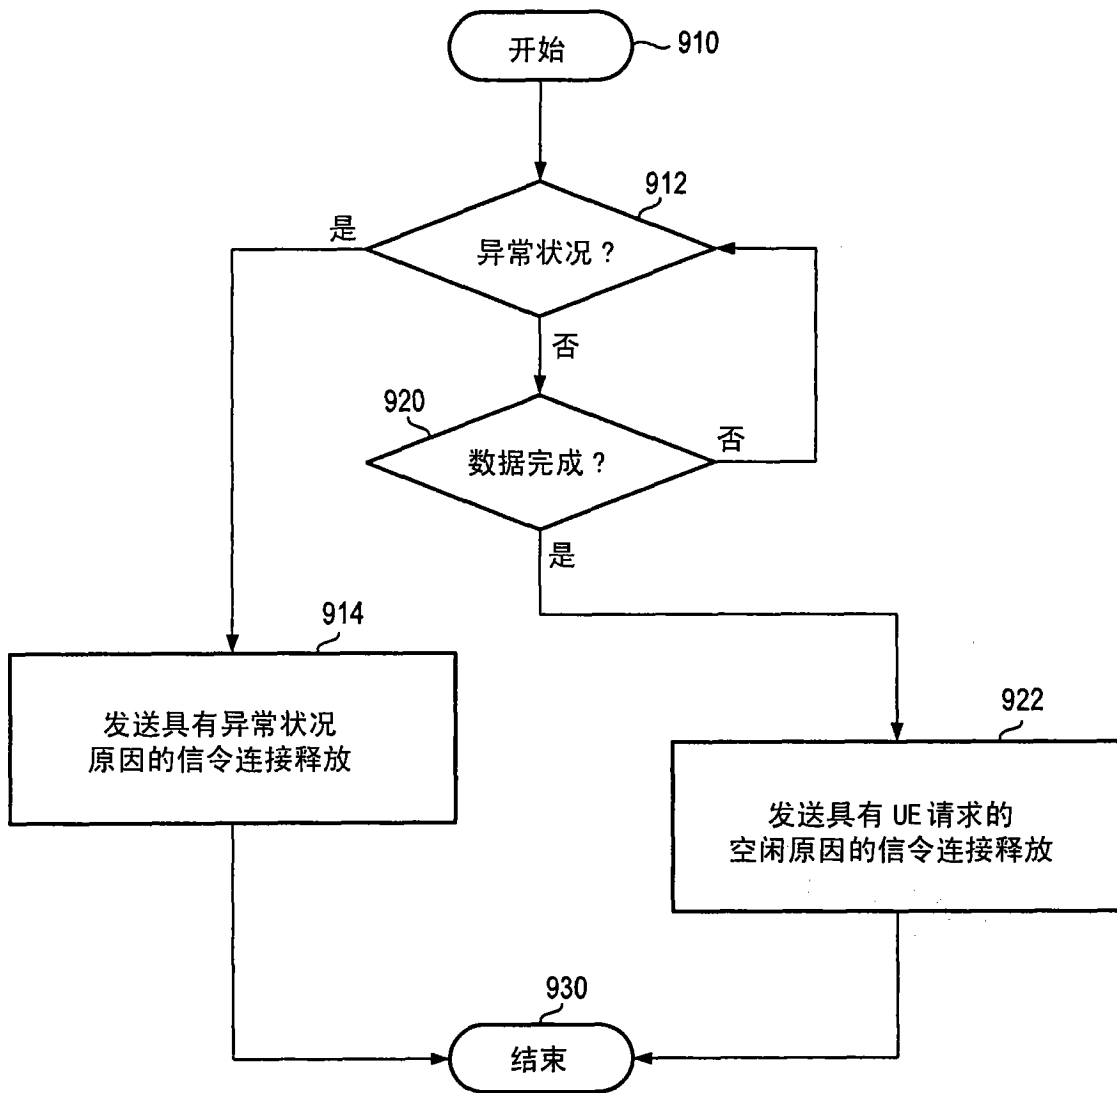 开始
910
912
是
异常状况?
否
920
数据完成?
否
是
914
发送具有异常状况
原因的信令连接释放
922
发送具有 UE 请求的
空闲原因的信令连接释放
930
结束